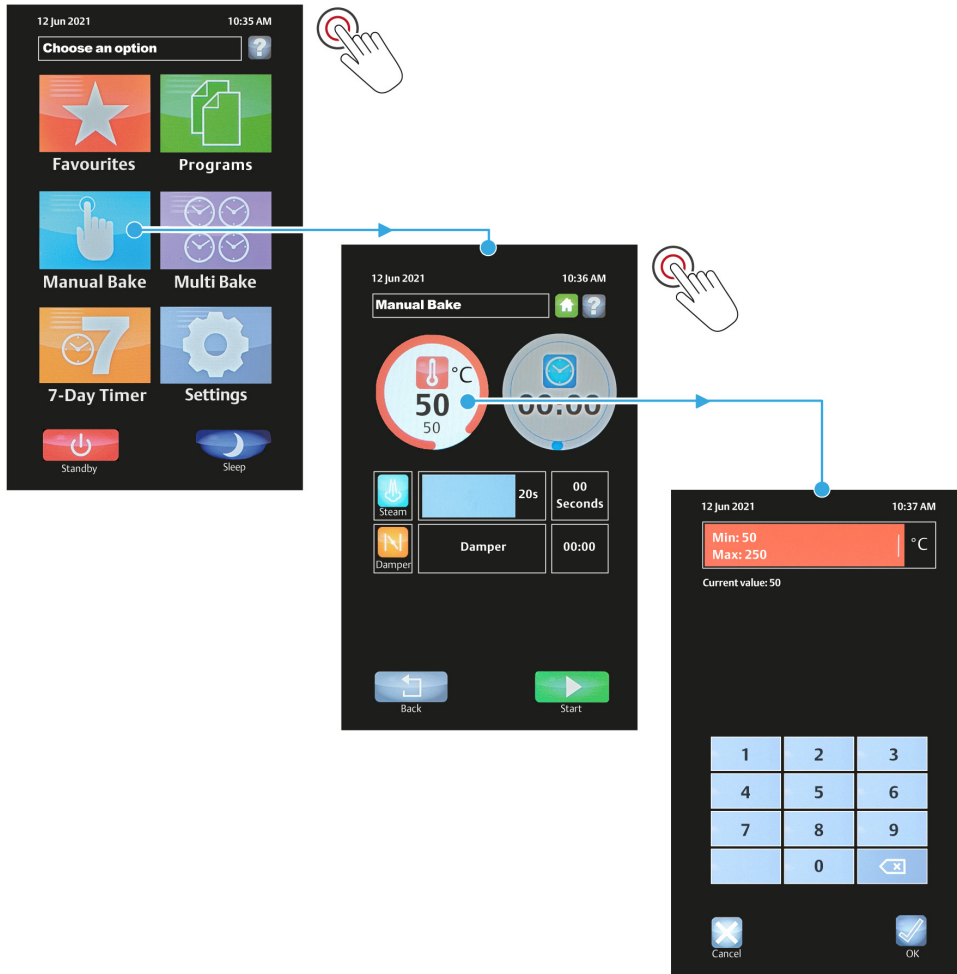 12 Jun 2021 10:35 AM
Choose an option ?
Favourites Programs
Manual Bake Multi Bake
7
7-Day Timer Settings
Standby Sleep
12 Jun 2021 10:36 AM
Manual Bake ?
°C
50 00:00
50
20s 00 Seconds
Steam
Damper 00:00
Damper
Back Start
12 Jun 2021 10:37 AM
Min: 50 °C
Max: 250
Current value: 50
1 2 3
4 5 6
7 8 9
0
Cancel OK